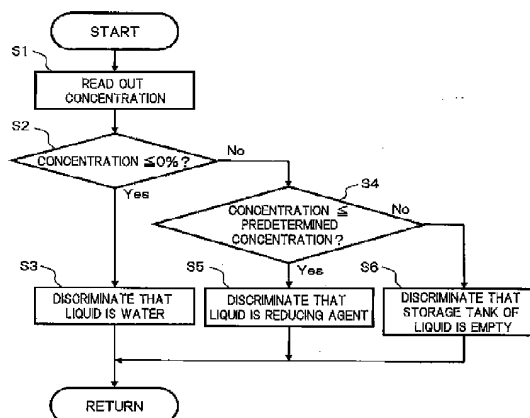 START
S1
READ OUT
CONCENTRATION
S2
CONCENTRATION ≦0%?
No
Yes
S4
CONCENTRATION ≦
PREDETERMINED
CONCENTRATION?
No
Yes
S3
DISCRIMINATE THAT
LIQUID IS WATER
S5
DISCRIMINATE THAT
LIQUID IS REDUCING AGENT
S6
DISCRIMINATE THAT
STORAGE TANK OF
LIQUID IS EMPTY
RETURN